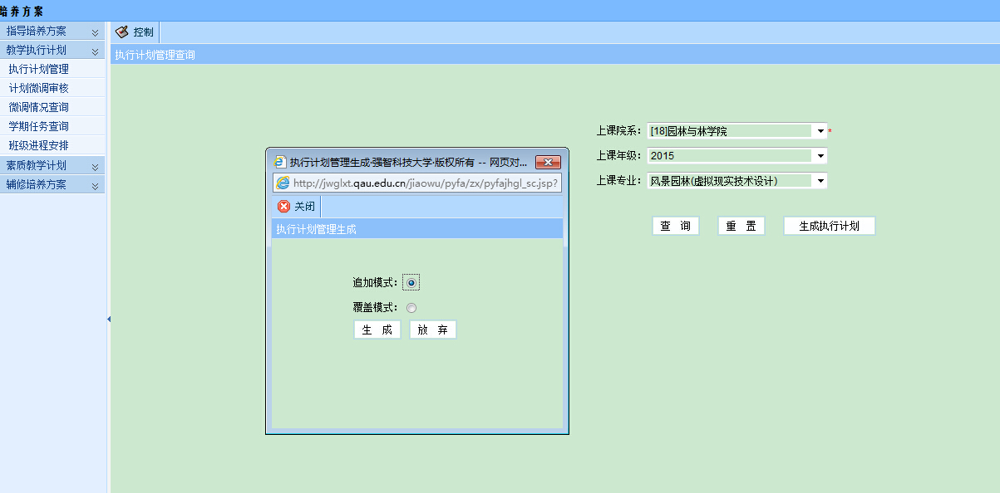 培养方案
指导培养方案
教学执行计划
执行计划管理
计划微调审核
微调情况查询
学期任务查询
班级进程安排
素质教学计划
辅修培养方案
控制
执行计划管理查询
上课院系： [18]园林与林学院 *
上课年级： 2015
上课专业： 风景园林(虚拟现实技术设计)
查 询 重 置 生成执行计划
执行计划管理生成·强智科技大学·版权所有 -- 网页对...
http://jwglxt.qau.edu.cn/jiaowu/pyfa/zx/pyfajhgl_sc.jsp?
关闭
执行计划管理生成
追加模式：
覆盖模式：
生 成 放 弃